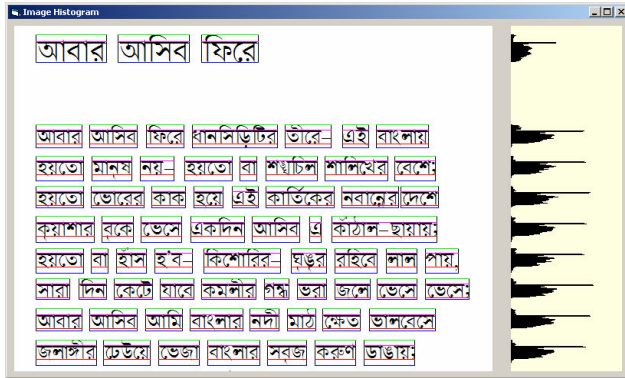 Image Histogram
আবার আসিব ফিরে
আবার আসিব ফিরে ধানসিড়িটির তীরে– এই বাংলায়
হয়তো মানুষ নয়– হয়তো বা শঙ্খচিল শালিখের বেশে;
হয়তো ভোরের কাক হয়ে এই কার্তিকের নবান্নের দেশে
কুয়াশার বুকে ভেসে একদিন আসিব এ কাঁঠাল–ছায়ায়;
হয়তো বা হাঁস হ'ব– কিশোরির– ঘুঙুর রহিবে লাল পায়,
সারা দিন কেটে যাবে কলমীর গন্ধ ভরা জলে ভেসে ভেসে;
আবার আসিব আমি বাংলার নদী মাঠ ক্ষেত ভালবেসে
জলাঙ্গীর ঢেউয়ে ভেজা বাংলার সবুজ করুণ ডাঙায়;